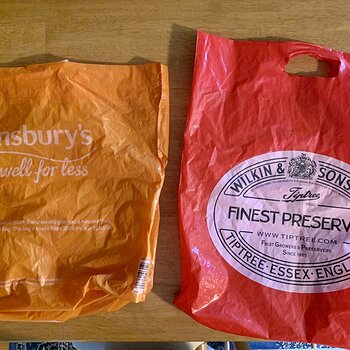 nsbury's
well for less
WILKIN & SONS
Tiptree
FINEST PRESERV
WWW.TIPTREE.COM
FRUIT GROWERS & PRESERVERS
SINCE 1885
TIPTREE · ESSEX · ENG